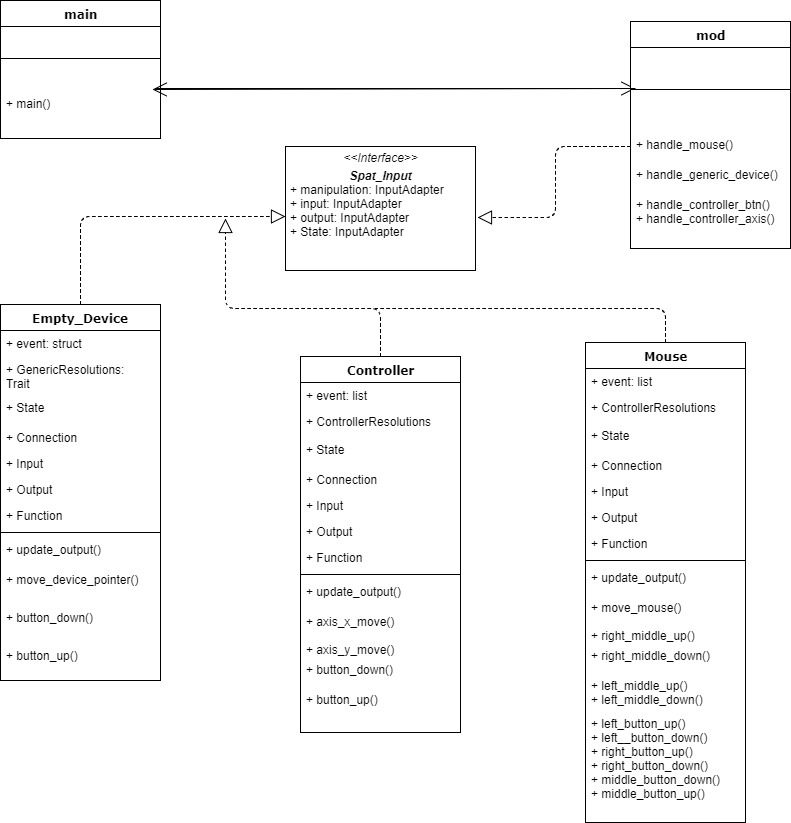 main
+ main()
mod
+ handle_mouse()
+ handle_generic_device()
+ handle_controller_btn()
+ handle_controller_axis()
<<Interface>>
Spat_Input
+ manipulation: InputAdapter
+ input: InputAdapter
+ output: InputAdapter
+ State: InputAdapter
Empty_Device
+ event: struct
+ GenericResolutions:
Trait
+ State
+ Connection
+ Input
+ Output
+ Function
+ update_output()
+ move_device_pointer()
+ button_down()
+ button_up()
Controller
+ event: list
+ ControllerResolutions
+ State
+ Connection
+ Input
+ Output
+ Function
+ update_output()
+ axis_x_move()
+ axis_y_move()
+ button_down()
+ button_up()
Mouse
+ event: list
+ ControllerResolutions
+ State
+ Connection
+ Input
+ Output
+ Function
+ update_output()
+ move_mouse()
+ right_middle_up()
+ right_middle_down()
+ left_middle_up()
+ left_middle_down()
+ left_button_up()
+ left__button_down()
+ right_button_up()
+ right_button_down()
+ middle_button_down()
+ middle_button_up()